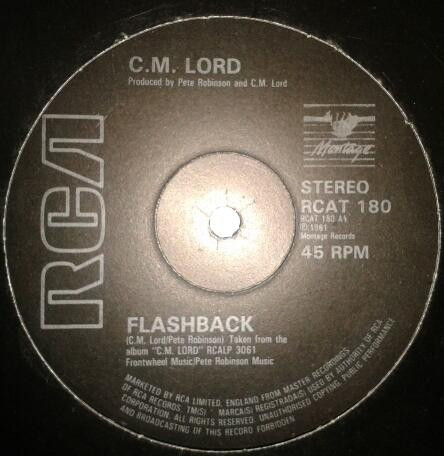 C.M. LORD
Produced by Pete Robinson and C.M. Lord
RCA
Montage
STEREO
RCAT 180
RCAT 180 A
Ⓟ 1981
Montage Records
45 RPM
FLASHBACK
(C.M. Lord/Pete Robinson) Taken from the
album "C.M. LORD" RCALP 3061
Frontwheel Music/Pete Robinson Music
MARKETED BY RCA LIMITED, ENGLAND FROM MASTER RECORDINGS
OF RCA RECORDS. TM(S) ® MARCA(S) REGISTRADA(S) USED BY AUTHORITY OF RCA
CORPORATION. ALL RIGHTS RESERVED. UNAUTHORISED COPYING, PUBLIC PERFORMANCE
AND BROADCASTING OF THIS RECORD FORBIDDEN